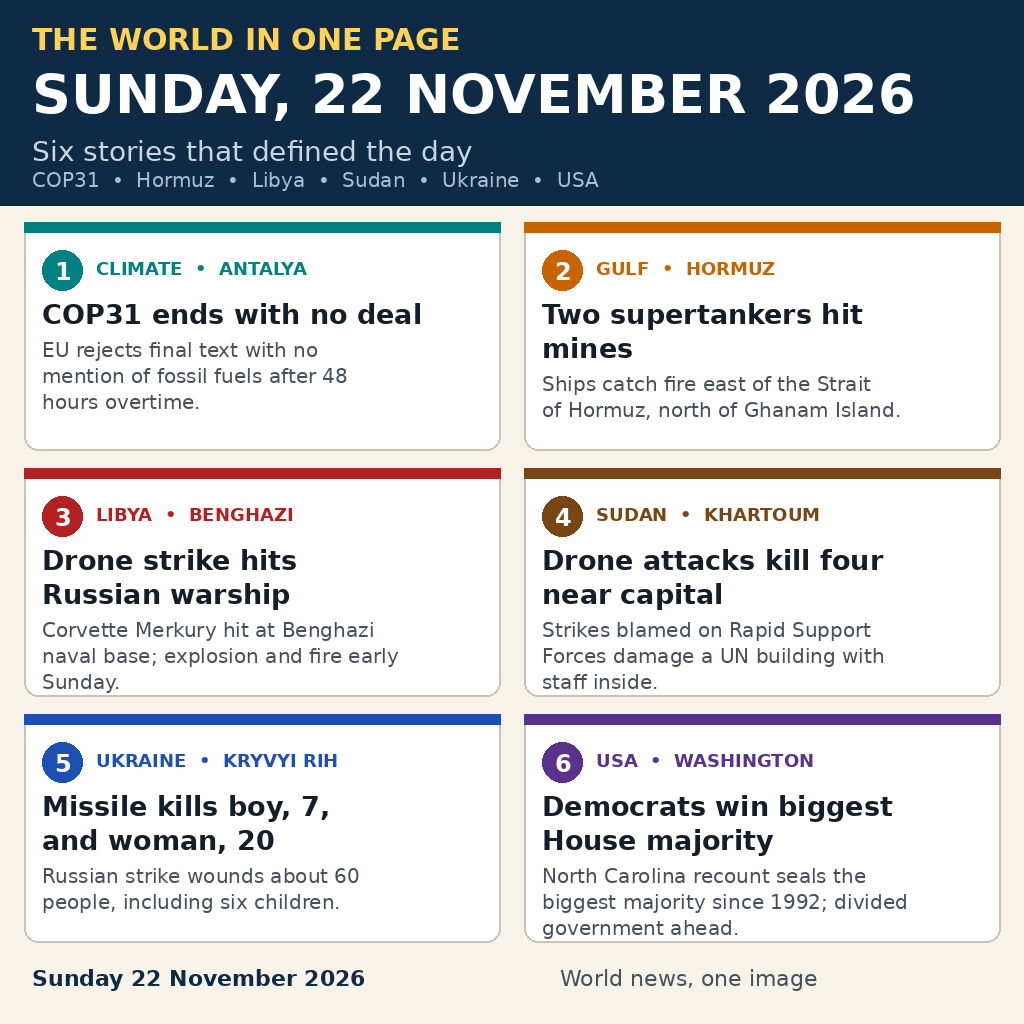 THE WORLD IN ONE PAGE
SUNDAY, 22 NOVEMBER 2026
Six stories that defined the day
COP31 • Hormuz • Libya • Sudan • Ukraine • USA
1 CLIMATE • ANTALYA
COP31 ends with no deal
EU rejects final text with no
mention of fossil fuels after 48
hours overtime.
2 GULF • HORMUZ
Two supertankers hit
mines
Ships catch fire east of the Strait
of Hormuz, north of Ghanam Island.
3 LIBYA • BENGHAZI
Drone strike hits
Russian warship
Corvette Merkury hit at Benghazi
naval base; explosion and fire early
Sunday.
4 SUDAN • KHARTOUM
Drone attacks kill four
near capital
Strikes blamed on Rapid Support
Forces damage a UN building with
staff inside.
5 UKRAINE • KRYVYI RIH
Missile kills boy, 7,
and woman, 20
Russian strike wounds about 60
people, including six children.
6 USA • WASHINGTON
Democrats win biggest
House majority
North Carolina recount seals the
biggest majority since 1992; divided
government ahead.
Sunday 22 November 2026
World news, one image